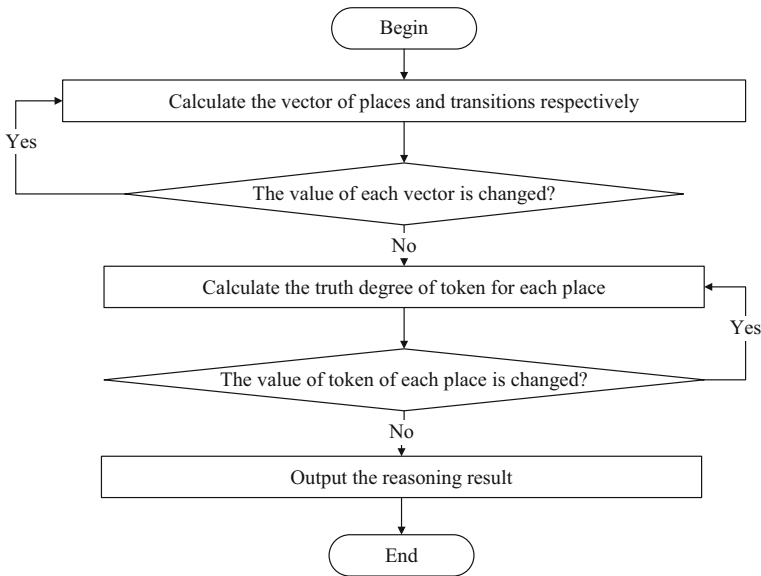 Begin
Calculate the vector of places and transitions respectively
Yes
The value of each vector is changed?
No
Calculate the truth degree of token for each place
Yes
The value of token of each place is changed?
No
Output the reasoning result
End